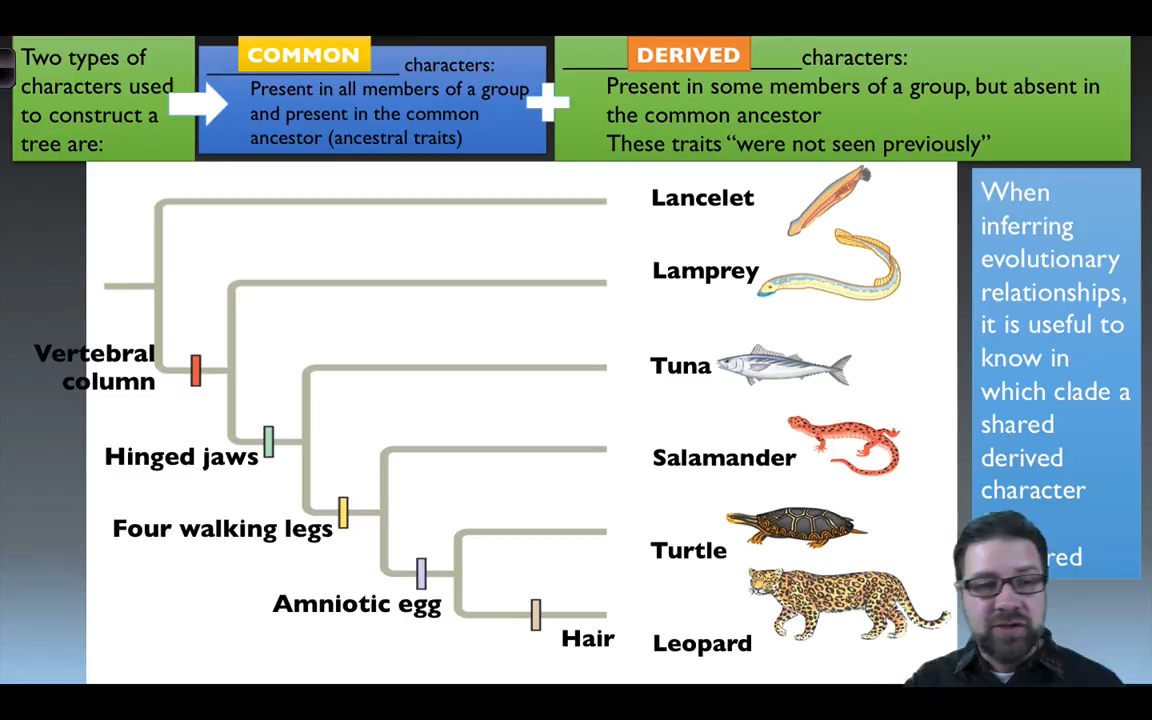 Two types of
characters used
to construct a
tree are:
COMMON
characters:
Present in all members of a group
and present in the common
ancestor (ancestral traits)
DERIVED
characters:
Present in some members of a group, but absent in
the common ancestor
These traits “were not seen previously”
Lancelet
Lamprey
Tuna
Salamander
Turtle
Leopard
Vertebral
column
Hinged jaws
Four walking legs
Amniotic egg
Hair
When
inferring
evolutionary
relationships,
it is useful to
know in
which clade a
shared
derived
character